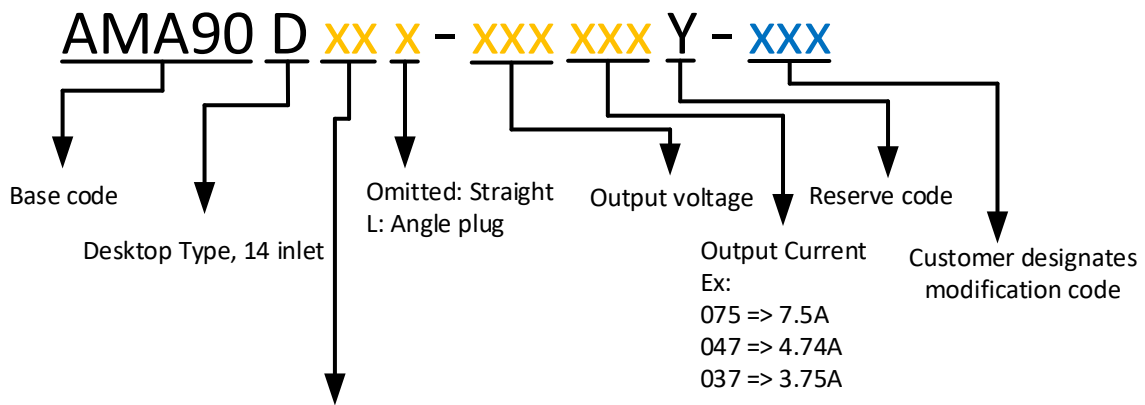 AMA90 D xx x - xxx xxx Y - xxx
Base code
Desktop Type, 14 inlet
Omitted: Straight
L: Angle plug
Output voltage
Output Current
Ex:
075 => 7.5A
047 => 4.74A
037 => 3.75A
Reserve code
Customer designates
modification code